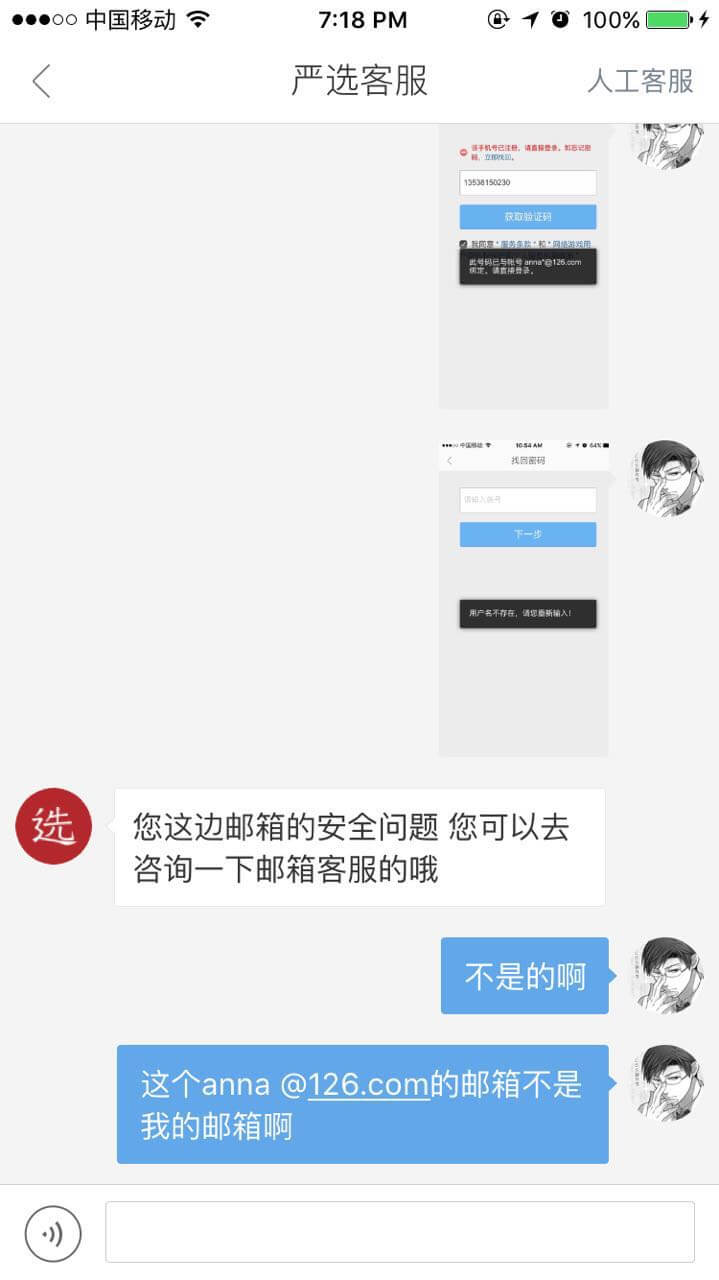 中国移动 7:18 PM 100%
严选客服 人工客服
该手机号已注册，请直接登录。如忘记密
码，立即找回。
13538150230
获取验证码
我同意 " 服务条款 " 和 " 网络游戏用
此号码已与帐号 anna*@126.com
绑定，请直接登录。
中国移动 10:54 AM 64%
找回密码
请输入帐号
下一步
用户名不存在，请您重新输入！
选
您这边邮箱的安全问题 您可以去
咨询一下邮箱客服的哦
不是的啊
这个anna @126.com的邮箱不是
我的邮箱啊